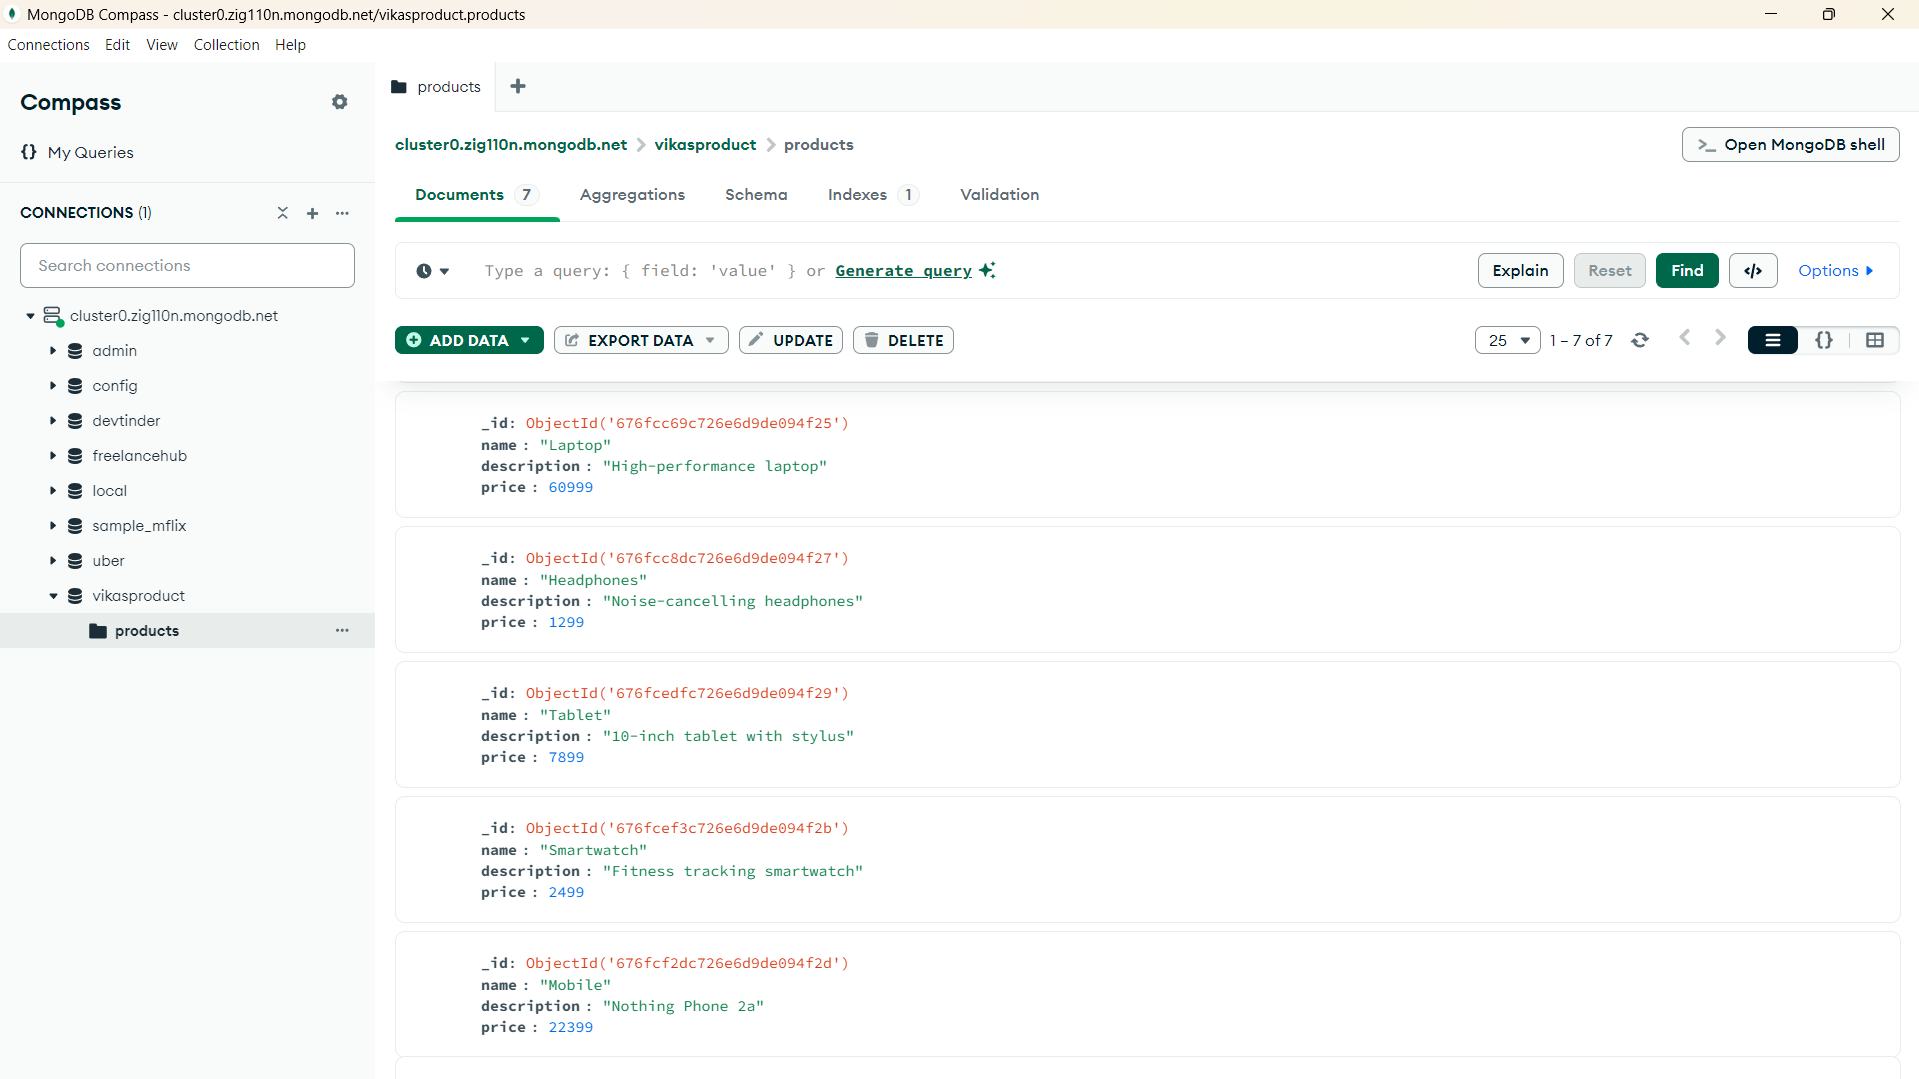 MongoDB Compass - cluster0.zig110n.mongodb.net/vikasproduct.products
Connections Edit View Collection Help
Compass
{} My Queries
CONNECTIONS (1)
Search connections
cluster0.zig110n.mongodb.net
admin
config
devtinder
freelancehub
local
sample_mflix
uber
vikasproduct
products
products
cluster0.zig110n.mongodb.net > vikasproduct > products
>_ Open MongoDB shell
Documents 7 Aggregations Schema Indexes 1 Validation
Type a query: { field: 'value' } or Generate query
Explain Reset Find </> Options
ADD DATA EXPORT DATA UPDATE DELETE
25 1 – 7 of 7 {}
_id: ObjectId('676fcc69c726e6d9de094f25')
name : "Laptop"
description : "High-performance laptop"
price : 60999
_id: ObjectId('676fcc8dc726e6d9de094f27')
name : "Headphones"
description : "Noise-cancelling headphones"
price : 1299
_id: ObjectId('676fcedfc726e6d9de094f29')
name : "Tablet"
description : "10-inch tablet with stylus"
price : 7899
_id: ObjectId('676fcef3c726e6d9de094f2b')
name : "Smartwatch"
description : "Fitness tracking smartwatch"
price : 2499
_id: ObjectId('676fcf2dc726e6d9de094f2d')
name : "Mobile"
description : "Nothing Phone 2a"
price : 22399